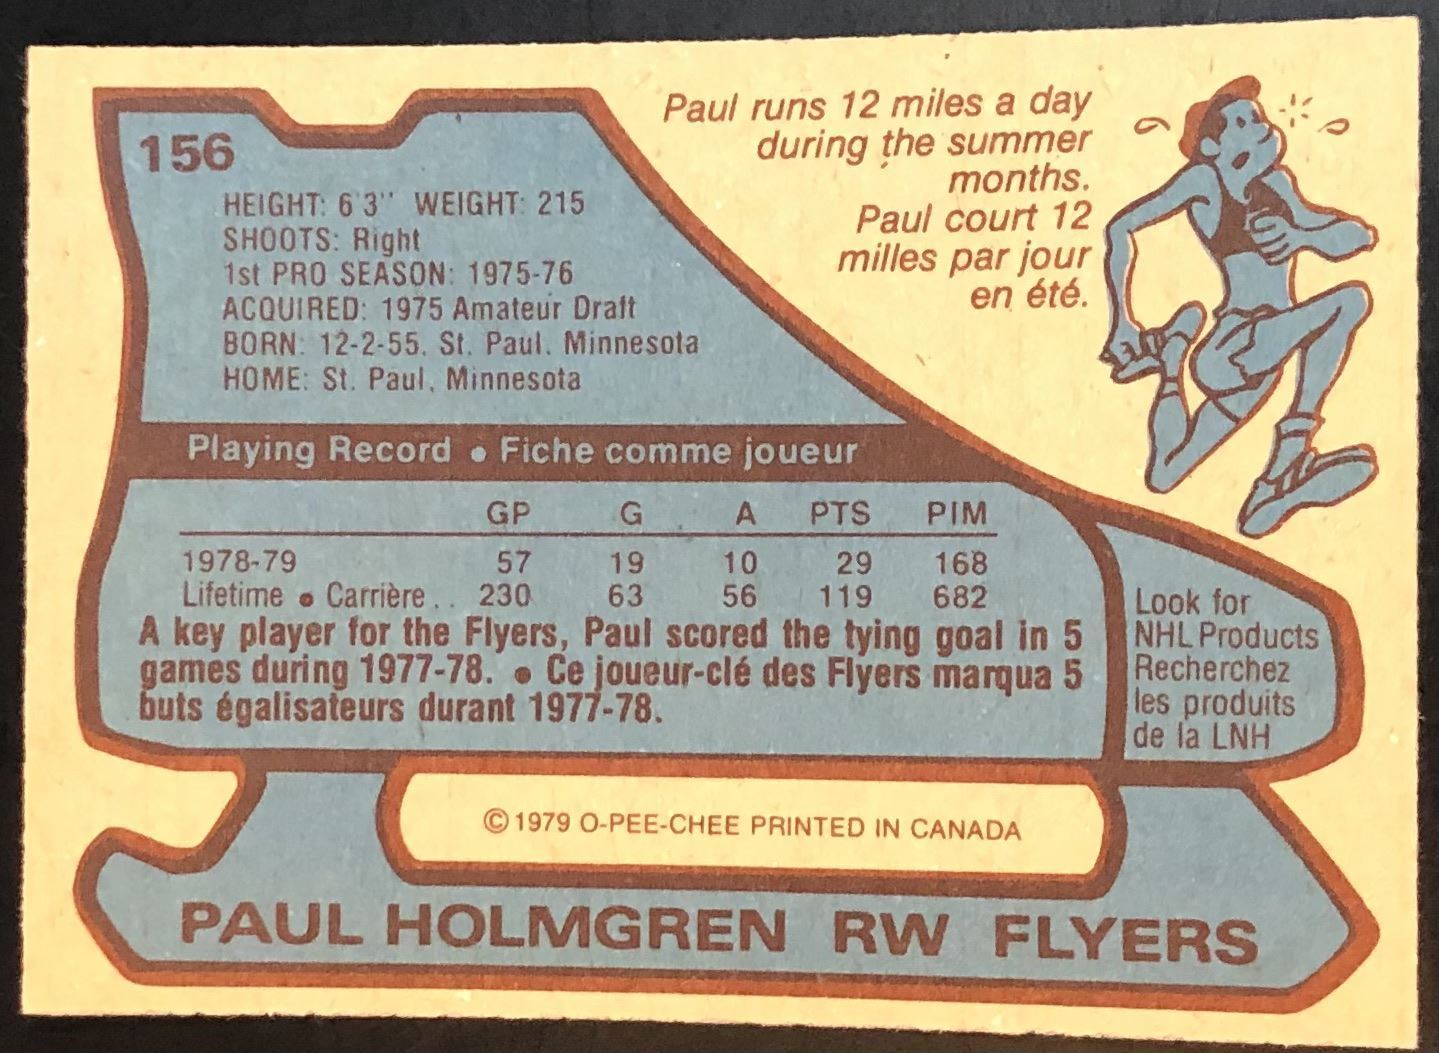 156
HEIGHT: 6'3" WEIGHT: 215
SHOOTS: Right
1st PRO SEASON: 1975-76
ACQUIRED: 1975 Amateur Draft
BORN: 12-2-55, St. Paul, Minnesota
HOME: St. Paul, Minnesota
Paul runs 12 miles a day
during the summer
months.
Paul court 12
milles par jour
en été.
Playing Record • Fiche comme joueur
GP G A PTS PIM
1978-79 57 19 10 29 168
Lifetime • Carrière .. 230 63 56 119 682
A key player for the Flyers, Paul scored the tying goal in 5
games during 1977-78. • Ce joueur-clé des Flyers marqua 5
buts égalisateurs durant 1977-78.
Look for
NHL Products
Recherchez
les produits
de la LNH
© 1979 O-PEE-CHEE PRINTED IN CANADA
PAUL HOLMGREN RW FLYERS